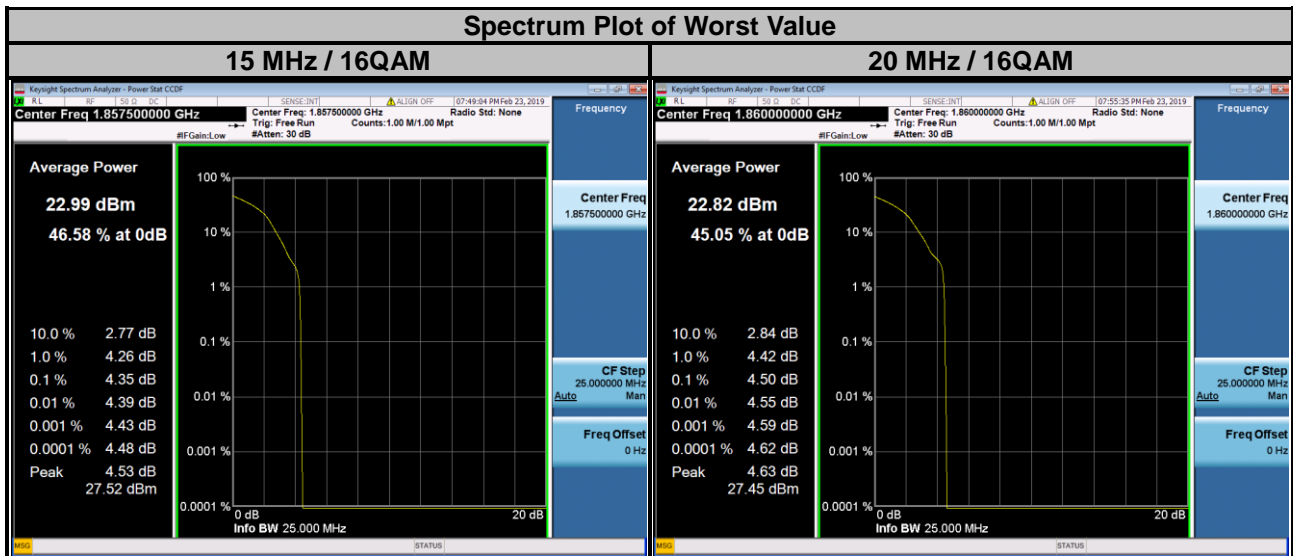 Spectrum Plot of Worst Value
15 MHz / 16QAM
Keysight Spectrum Analyzer - Power Stat CCDF
RL RF 50 Ω DC SENSE:INT ALIGN OFF 07:49:04 PM Feb 23, 2019
Center Freq 1.857500000 GHz
Center Freq: 1.857500000 GHz Radio Std: None
Trig: Free Run Counts:1.00 M/1.00 Mpt
#IFGain:Low #Atten: 30 dB
Average Power
22.99 dBm
46.58 % at 0dB
10.0 % 2.77 dB
1.0 % 4.26 dB
0.1 % 4.35 dB
0.01 % 4.39 dB
0.001 % 4.43 dB
0.0001 % 4.48 dB
Peak 4.53 dB
27.52 dBm
100 %
10 %
1 %
0.1 %
0.01 %
0.001 %
0.0001 %
0 dB 20 dB
Info BW 25.000 MHz
Frequency
Center Freq
1.857500000 GHz
CF Step
25.000000 MHz
Auto Man
Freq Offset
0 Hz
MSG STATUS
20 MHz / 16QAM
Keysight Spectrum Analyzer - Power Stat CCDF
RL RF 50 Ω DC SENSE:INT ALIGN OFF 07:55:35 PM Feb 23, 2019
Center Freq 1.860000000 GHz
Center Freq: 1.860000000 GHz Radio Std: None
Trig: Free Run Counts:1.00 M/1.00 Mpt
#IFGain:Low #Atten: 30 dB
Average Power
22.82 dBm
45.05 % at 0dB
10.0 % 2.84 dB
1.0 % 4.42 dB
0.1 % 4.50 dB
0.01 % 4.55 dB
0.001 % 4.59 dB
0.0001 % 4.62 dB
Peak 4.63 dB
27.45 dBm
100 %
10 %
1 %
0.1 %
0.01 %
0.001 %
0.0001 %
0 dB 20 dB
Info BW 25.000 MHz
Frequency
Center Freq
1.860000000 GHz
CF Step
25.000000 MHz
Auto Man
Freq Offset
0 Hz
MSG STATUS